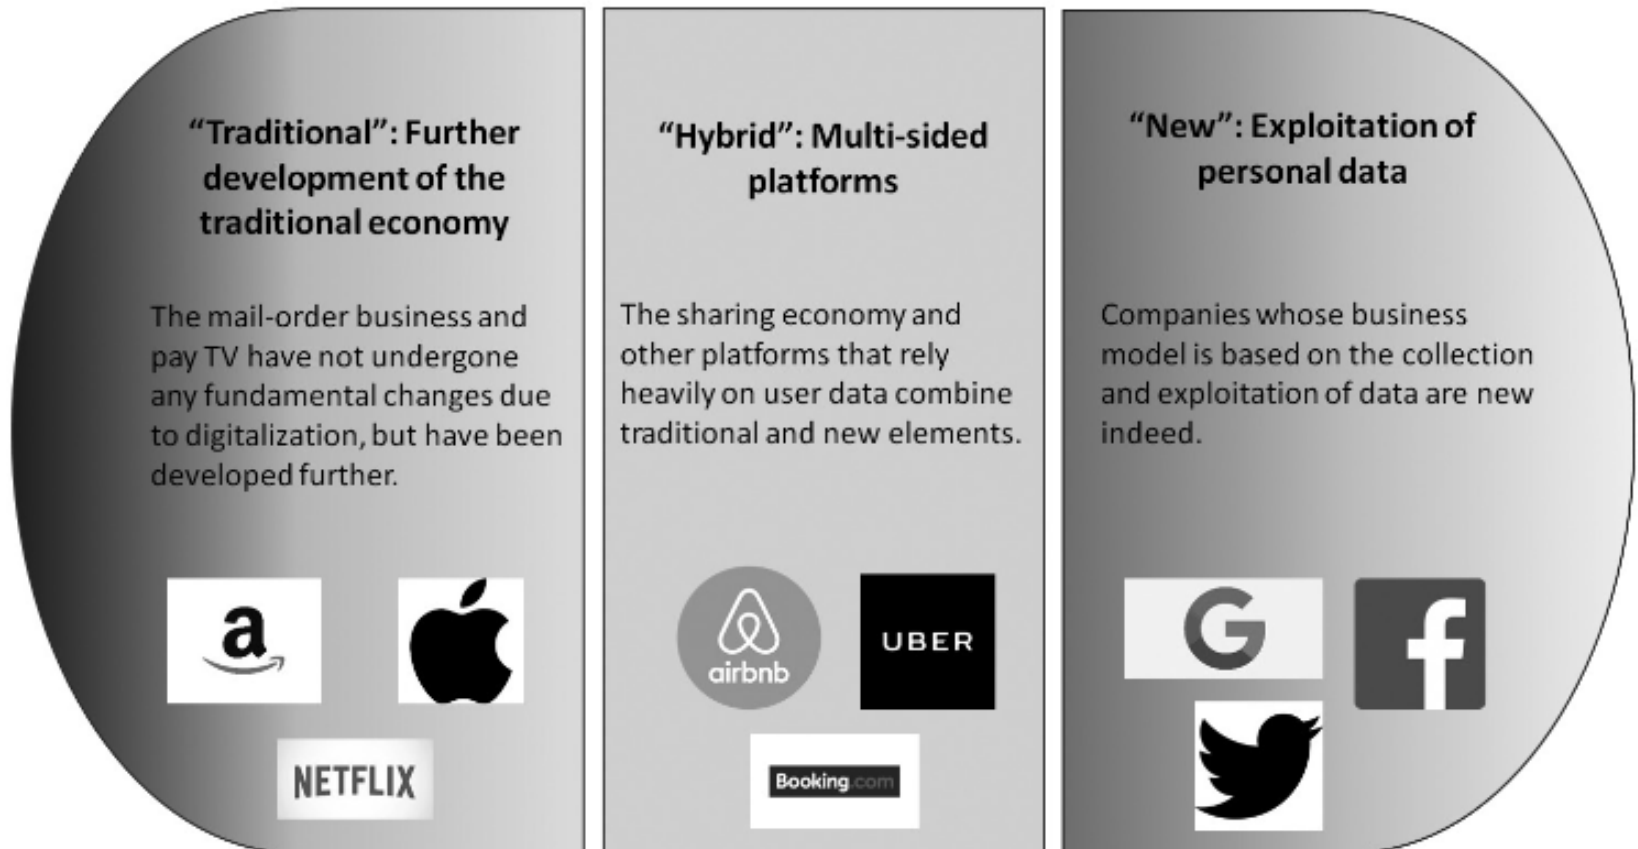 “Traditional”: Further
development of the
traditional economy
The mail-order business and
pay TV have not undergone
any fundamental changes due
to digitalization, but have been
developed further.
a
NETFLIX
“Hybrid”: Multi-sided
platforms
The sharing economy and
other platforms that rely
heavily on user data combine
traditional and new elements.
airbnb
UBER
Booking.com
“New”: Exploitation of
personal data
Companies whose business
model is based on the collection
and exploitation of data are new
indeed.
G
f